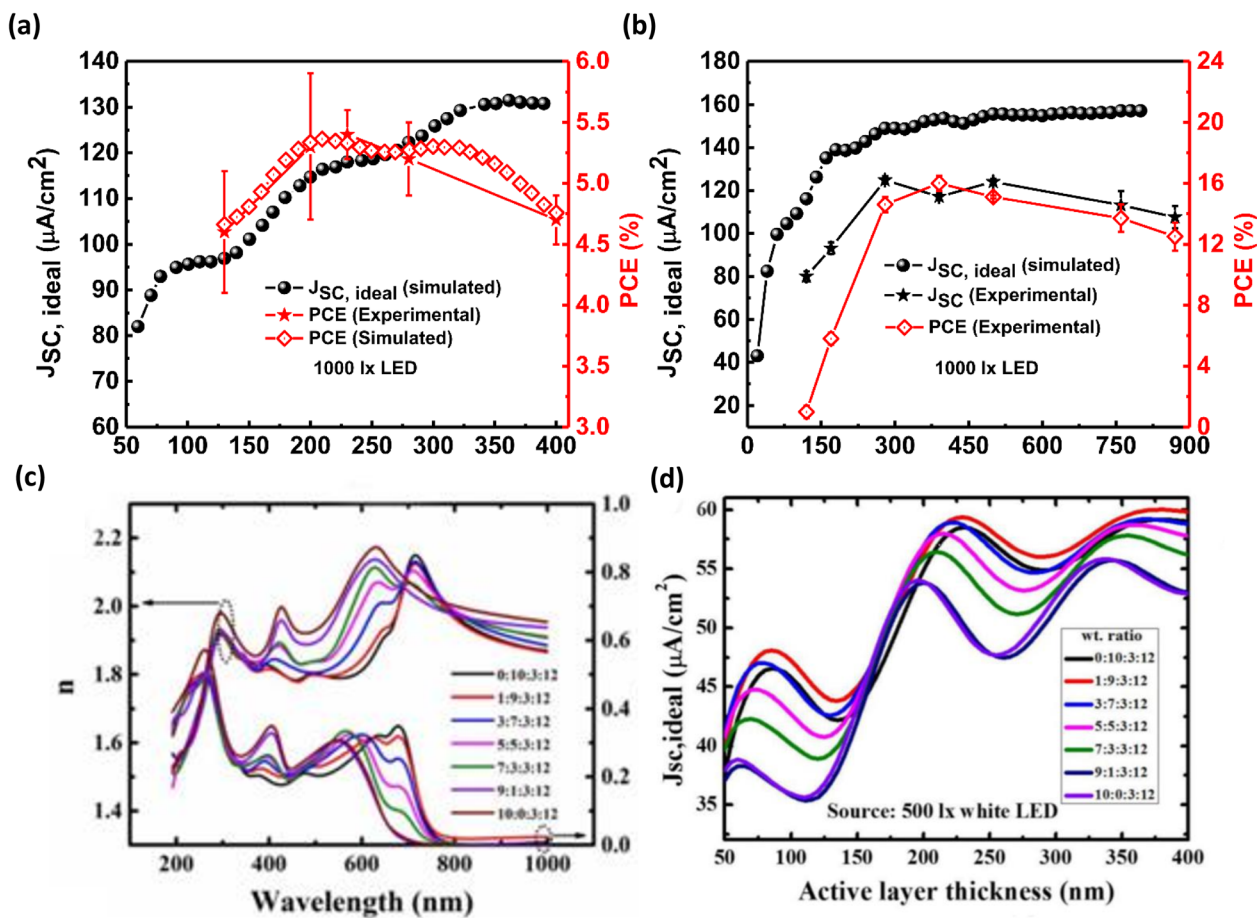 (a)
140
130
120
110
100
90
80
70
60
J_SC, ideal (μA/cm²)
6.0
5.5
5.0
4.5
4.0
3.5
3.0
PCE (%)
J_SC, ideal (simulated)
PCE (Experimental)
PCE (Simulated)
1000 lx LED
50 100 150 200 250 300 350 400
(b)
180
160
140
120
100
80
60
40
20
J_SC, ideal (μA/cm²)
24
20
16
12
8
4
0
PCE (%)
J_SC, ideal (simulated)
J_SC (Experimental)
PCE (Experimental)
1000 lx LED
0 150 300 450 600 750 900
(c)
2.2
2.0
1.8
1.6
1.4
n
1.0
0.8
0.6
0.4
0.2
0.0
0:10:3:12
1:9:3:12
3:7:3:12
5:5:3:12
7:3:3:12
9:1:3:12
10:0:3:12
200 400 600 800 1000
Wavelength (nm)
(d)
60
55
50
45
40
35
Jsc,ideal (μA/cm²)
wt. ratio
0:10:3:12
1:9:3:12
3:7:3:12
5:5:3:12
7:3:3:12
9:1:3:12
10:0:3:12
Source: 500 lx white LED
50 100 150 200 250 300 350 400
Active layer thickness (nm)